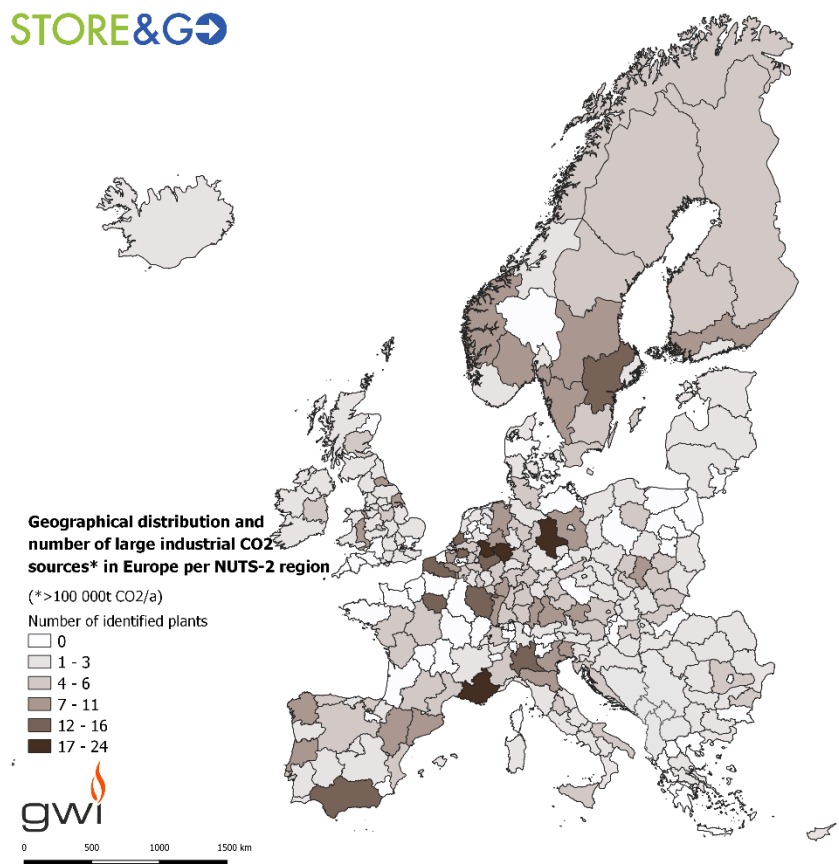 STORE&GO
Geographical distribution and
number of large industrial CO2
sources* in Europe per NUTS-2 region
(*>100 000t CO2/a)
Number of identified plants
0
1 - 3
4 - 6
7 - 11
12 - 16
17 - 24
gwi
0 500 1000 1500 km